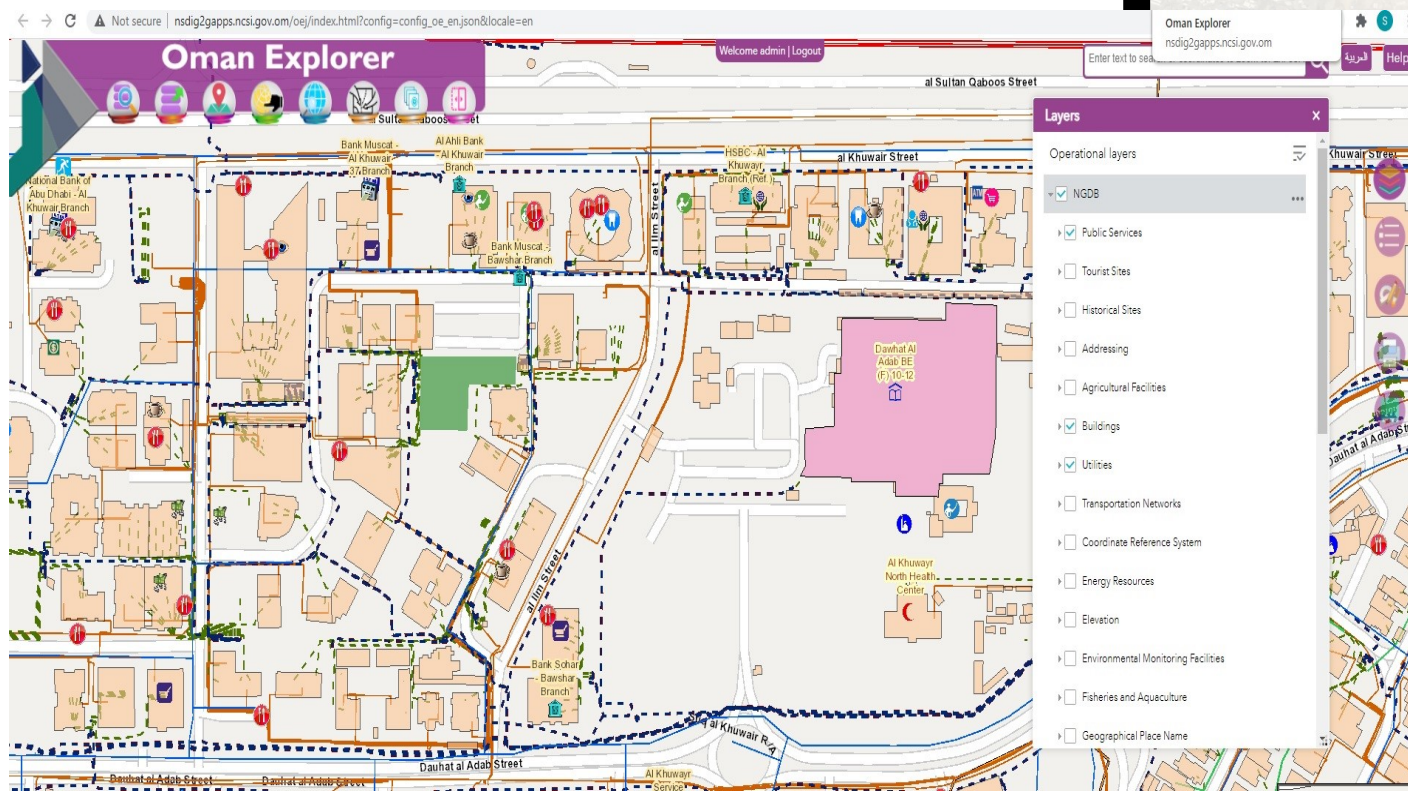 Not secure | nsdig2gapps.ncsi.gov.om/oej/index.html?config=config_oe_en.json&locale=en
Oman Explorer
nsdig2gapps.ncsi.gov.om
S
Oman Explorer
Welcome admin | Logout
Enter text to
العربية
Help
al Sultan Qaboos Street
Layers
x
Operational layers
NGDB
...
Public Services
Tourist Sites
Historical Sites
Addressing
Agricultural Facilities
Buildings
Utilities
Transportation Networks
Coordinate Reference System
Energy Resources
Elevation
Environmental Monitoring Facilities
Fisheries and Aquaculture
Geographical Place Name
Bank Muscat -
Al Khuwair
37 Branch
Al Ahli Bank
- Al Khuwair
Branch
HSBC - Al
Khuwayr
Branch (Ref.)
al Khuwair Street
Khuwair Street
National Bank of
Abu Dhabi - Al
Khuwair Branch
ATM
al Ilm Street
Bank Muscat -
Bawshar Branch
Dawhat Al
Adab BE
(F) 10-12
Al Khuwayr
North Health
Center
al Ilm Street
Bank Sohar
- Bawshar
Branch
al Khuwair R/A
Dauhat al Adab Street
Dauhat al Adab Street
Dauhat al Adab Street
Al Khuwayr
Service